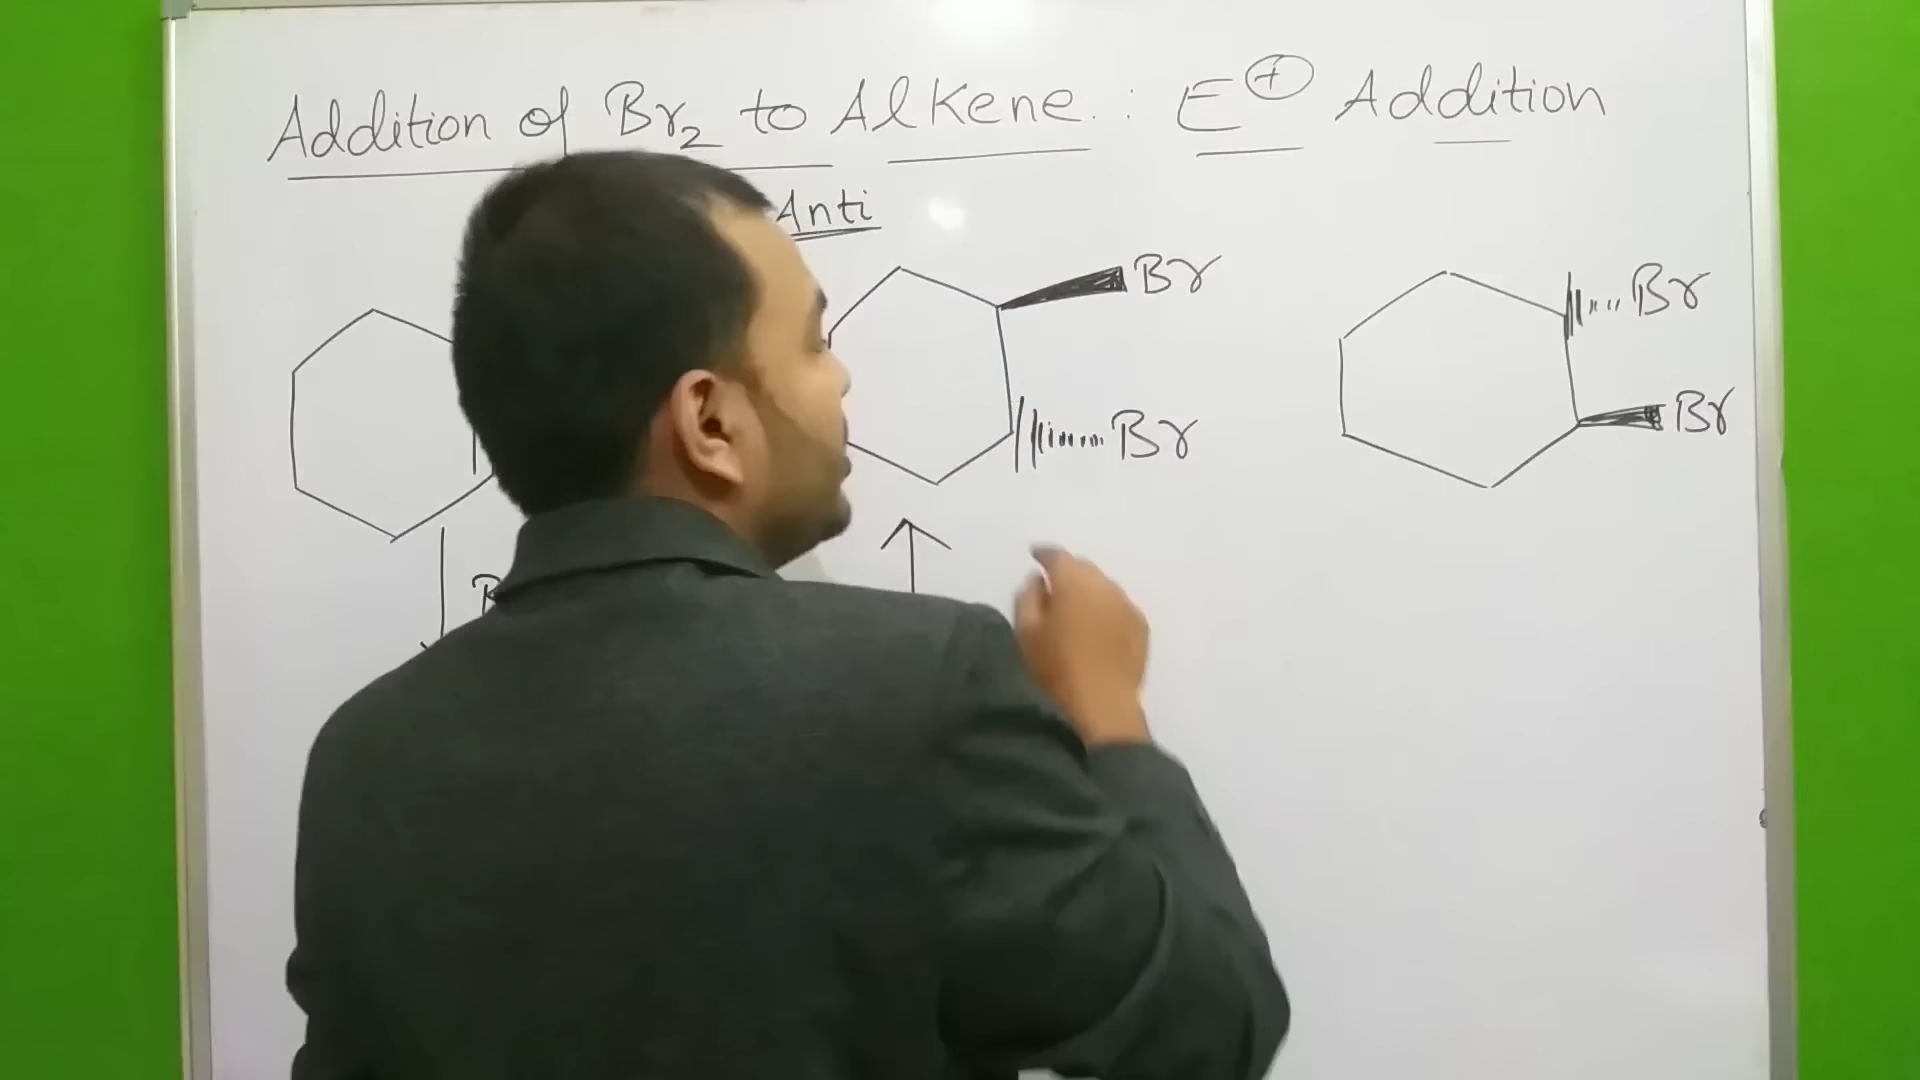 Addition of Br₂ to Alkene : E⊕ Addition
Anti
Br
Br
Br
Br